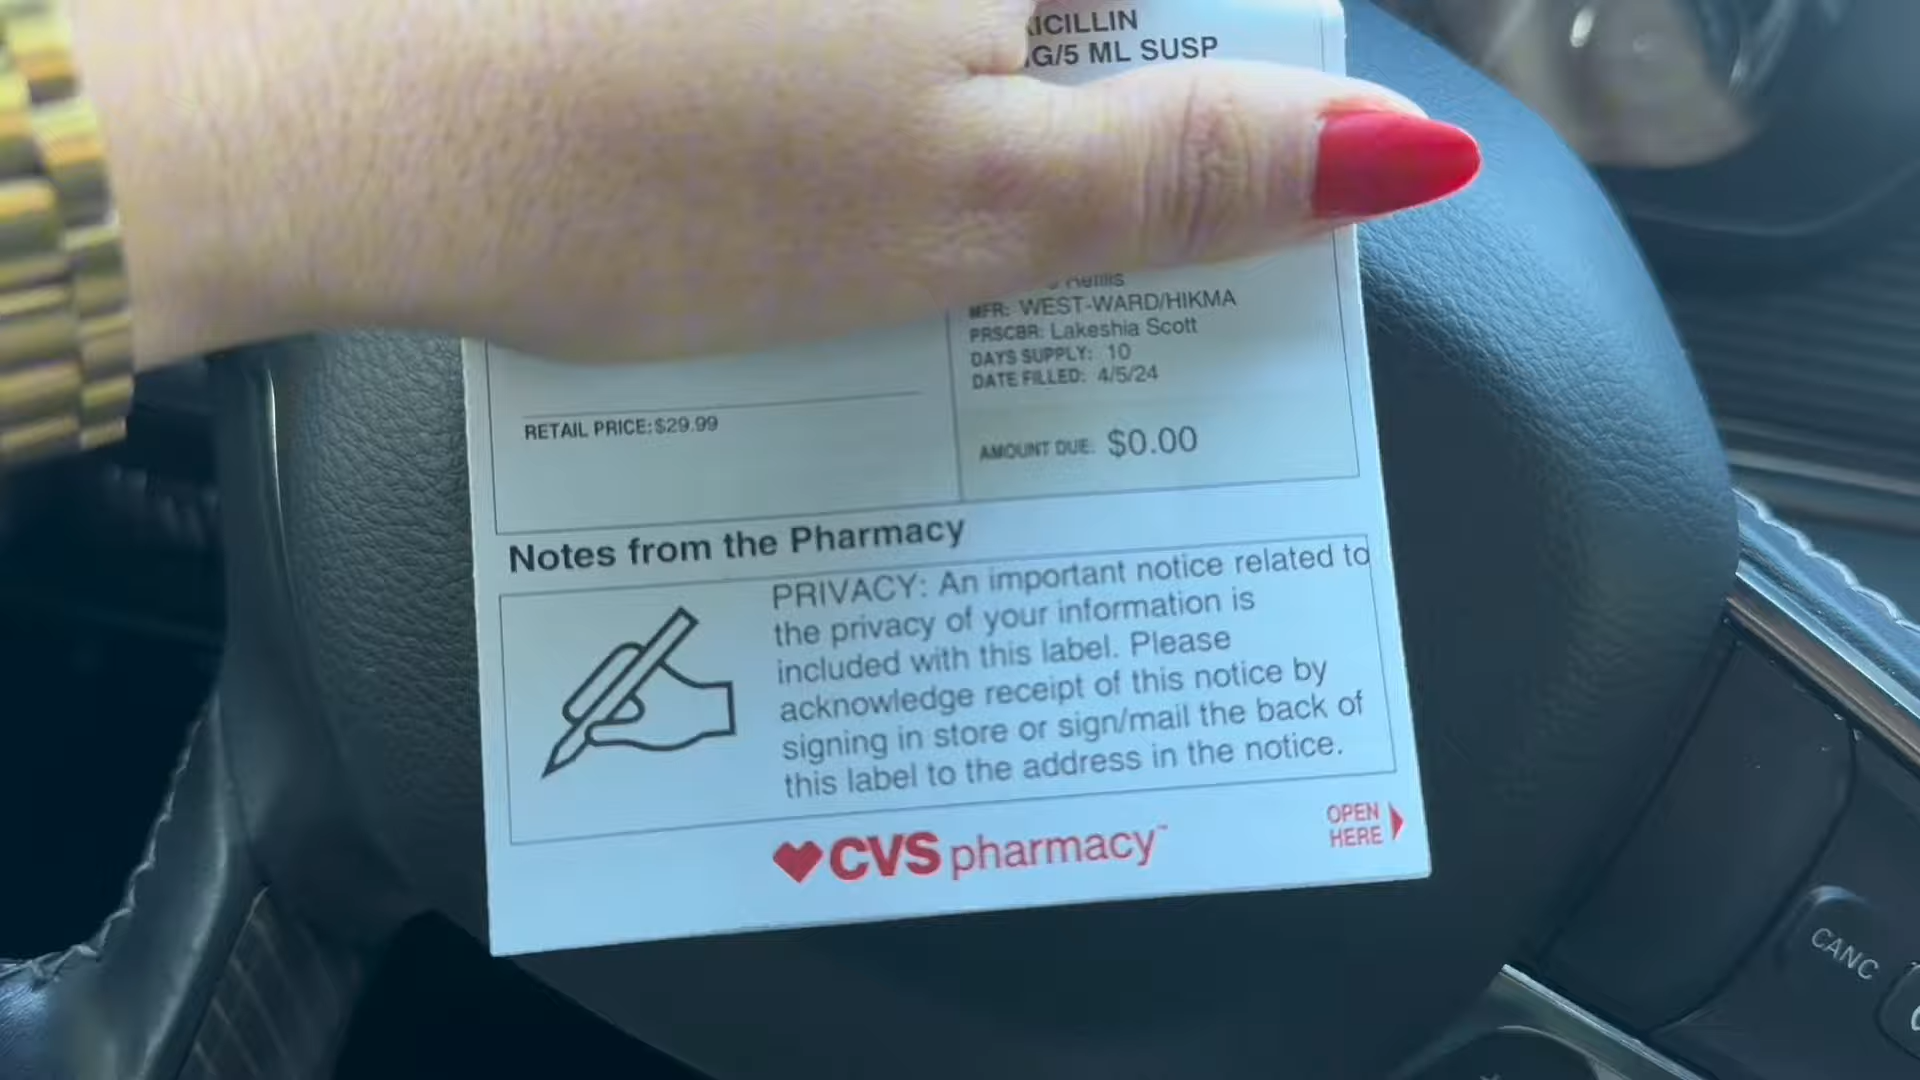 ICILLIN
G/5 ML SUSP
Refills
MFR: WEST-WARD/HIKMA
PRSCBR: Lakeshia Scott
DAYS SUPPLY: 10
DATE FILLED: 4/5/24
RETAIL PRICE:$29.99
AMOUNT DUE: $0.00
Notes from the Pharmacy
PRIVACY: An important notice related to
the privacy of your information is
included with this label. Please
acknowledge receipt of this notice by
signing in store or sign/mail the back of
this label to the address in the notice.
CVS pharmacy™
OPEN
HERE
CANC